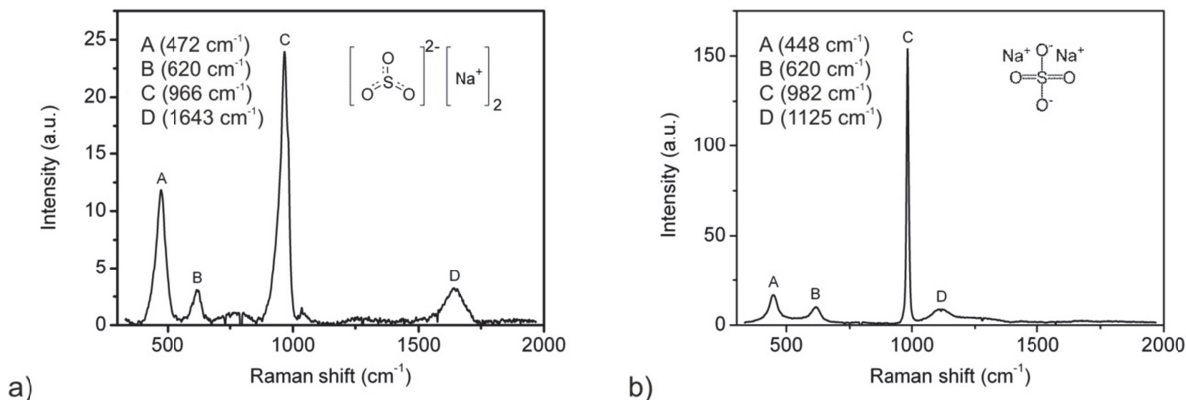 A (472 cm⁻¹)
B (620 cm⁻¹)
C (966 cm⁻¹)
D (1643 cm⁻¹)
O
S
O
O
2-
Na⁺
2
C
A
B
D
25
20
15
10
5
0
500
1000
1500
2000
Intensity (a.u.)
Raman shift (cm⁻¹)
a)
A (448 cm⁻¹)
B (620 cm⁻¹)
C (982 cm⁻¹)
D (1125 cm⁻¹)
Na⁺ O⁻ Na⁺
O S O
O⁻
C
A
B
D
150
100
50
0
500
1000
1500
2000
Intensity (a.u.)
Raman shift (cm⁻¹)
b)